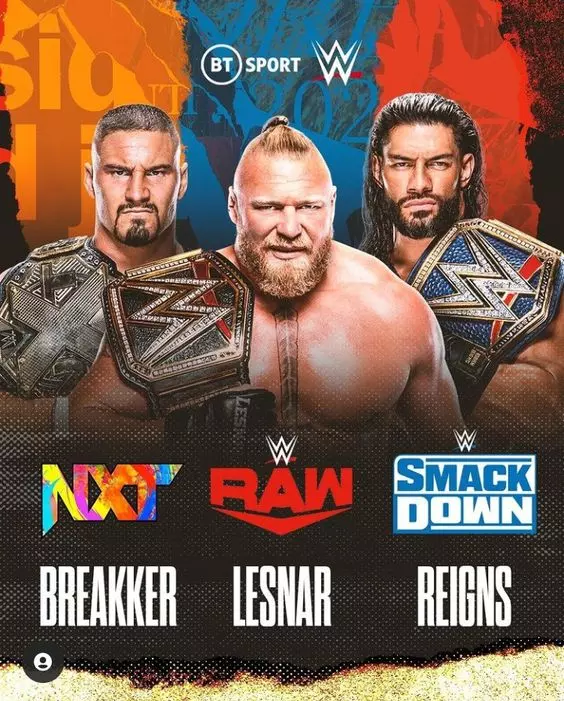 BT SPORT W
NXT
W
RAW
W
SMACK
DOWN
BREAKKER
LESNAR
REIGNS